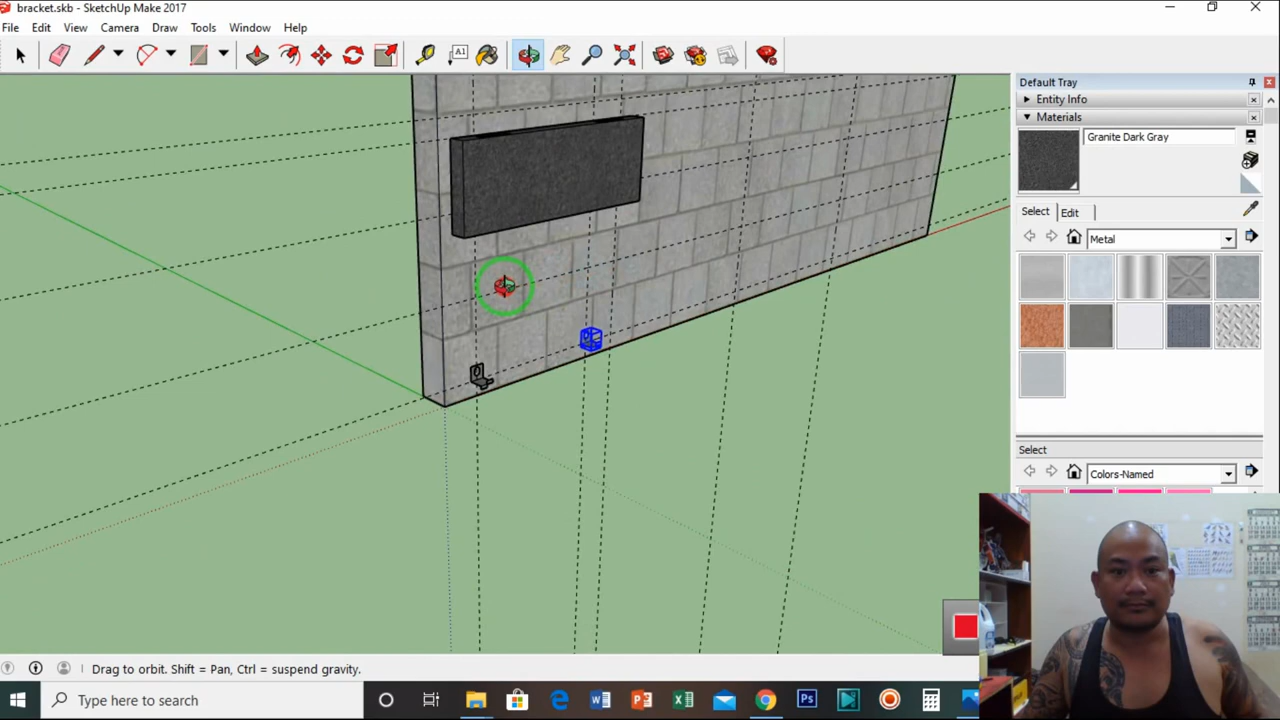 bracket.skb - SketchUp Make 2017
File Edit View Camera Draw Tools Window Help
A1
Default Tray
Entity Info
Materials
Granite Dark Gray
Select Edit
Metal
Select
Colors-Named
Drag to orbit. Shift = Pan, Ctrl = suspend gravity.
Type here to search
Ps